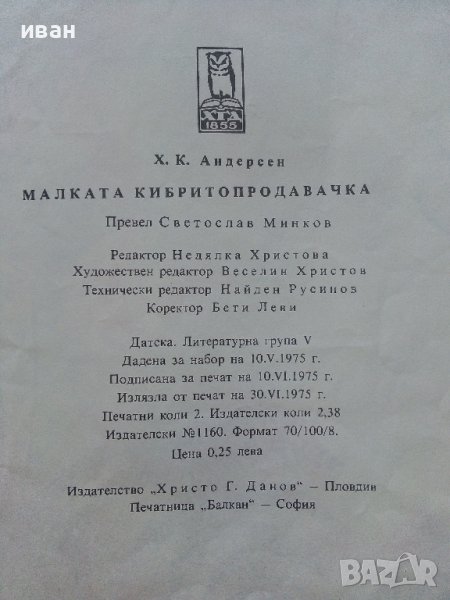 иван
ХГД
1855
Х. К. Андерсен
МАЛКАТА КИБРИТОПРОДАВАЧКА
Превел Светослав Минков
Редактор Недялка Христова
Художествен редактор Веселин Христов
Технически редактор Найден Русинов
Коректор Бети Леви
Датска. Литературна група V
Дадена за набор на 10.V.1975 г.
Подписана за печат на 10.VI.1975 г.
Излязла от печат на 30.VI.1975 г.
Печатни коли 2. Издателски коли 2,38
Издателски №1160. Формат 70/100/8.
Цена 0,25 лева
Издателство „Христо Г. Данов" — Пловдив
Печатница „Балкан" — София
BAZAR